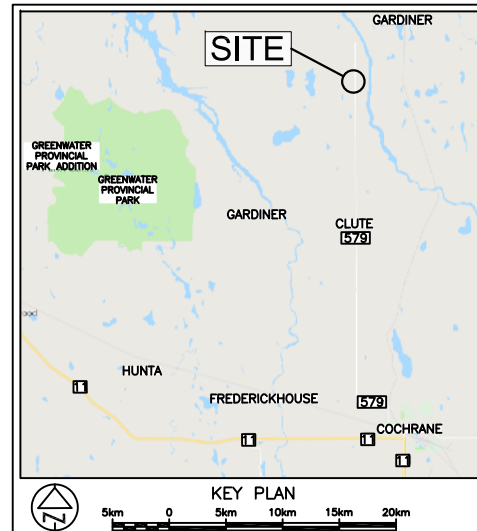 GARDINER
SITE
GREENWATER
PROVINCIAL
PARK ADDITION
GREENWATER
PROVINCIAL
PARK
GARDINER
CLUTE
579
oad
HUNTA
11
FREDERICKHOUSE
579
COCHRANE
11
11
11
KEY PLAN
N
5km 0 5km 10km 15km 20km